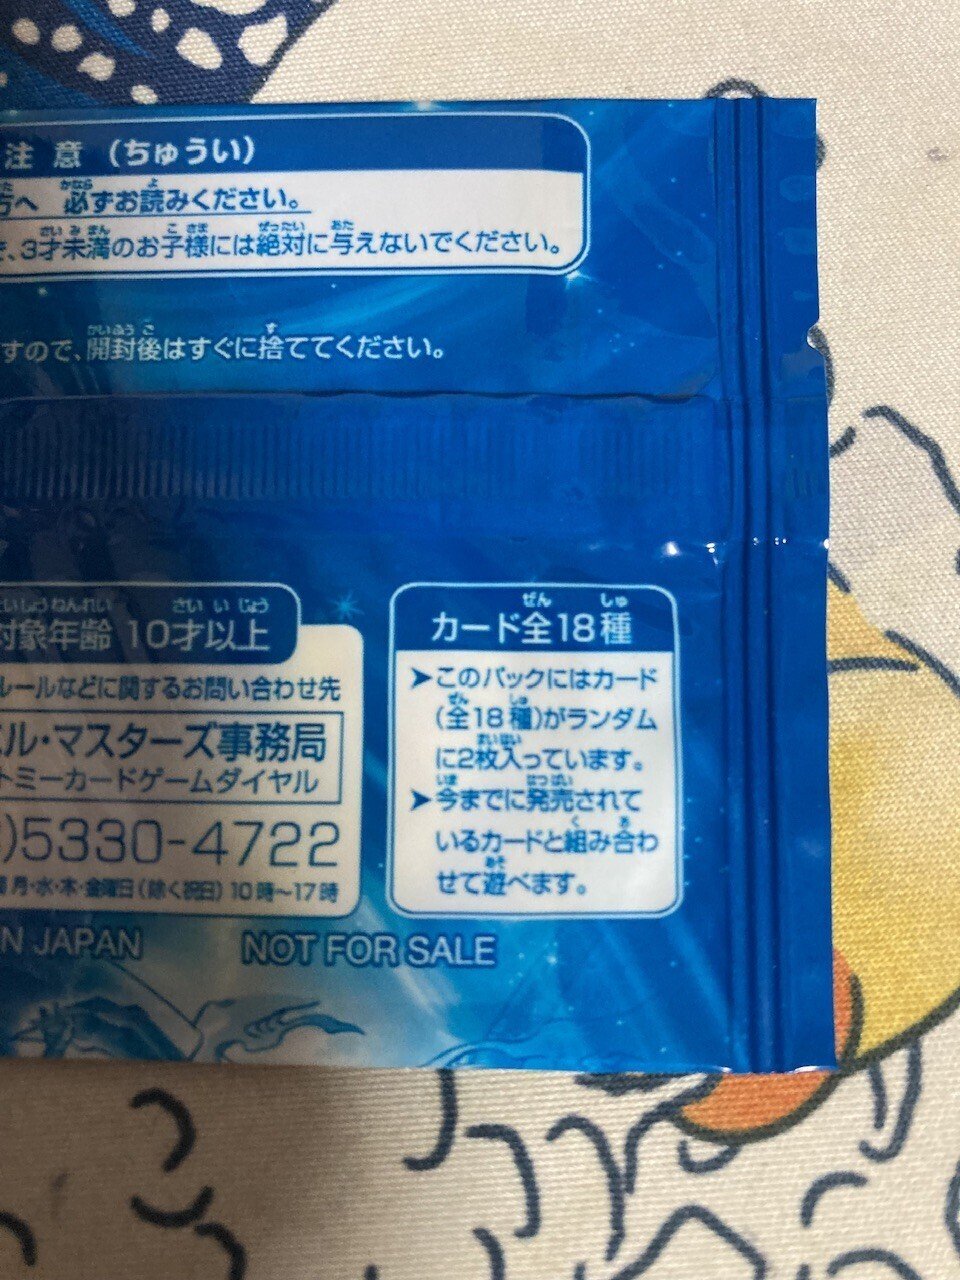 注意（ちゅうい）
方へ 必ずお読みください。
、3才未満のお子様には絶対に与えないでください。
すので、開封後はすぐに捨ててください。
対象年齢 10才以上
ルールなどに関するお問い合わせ先
エル・マスターズ事務局
トミーカードゲームダイヤル
)5330-4722
月・水・木・金曜日（除く祝日）10時〜17時
カード全18種
➤このパックにはカード
(全18種)がランダム
に2枚入っています。
➤今までに発売されて
いるカードと組み合わ
せて遊べます。
IN JAPAN
NOT FOR SALE